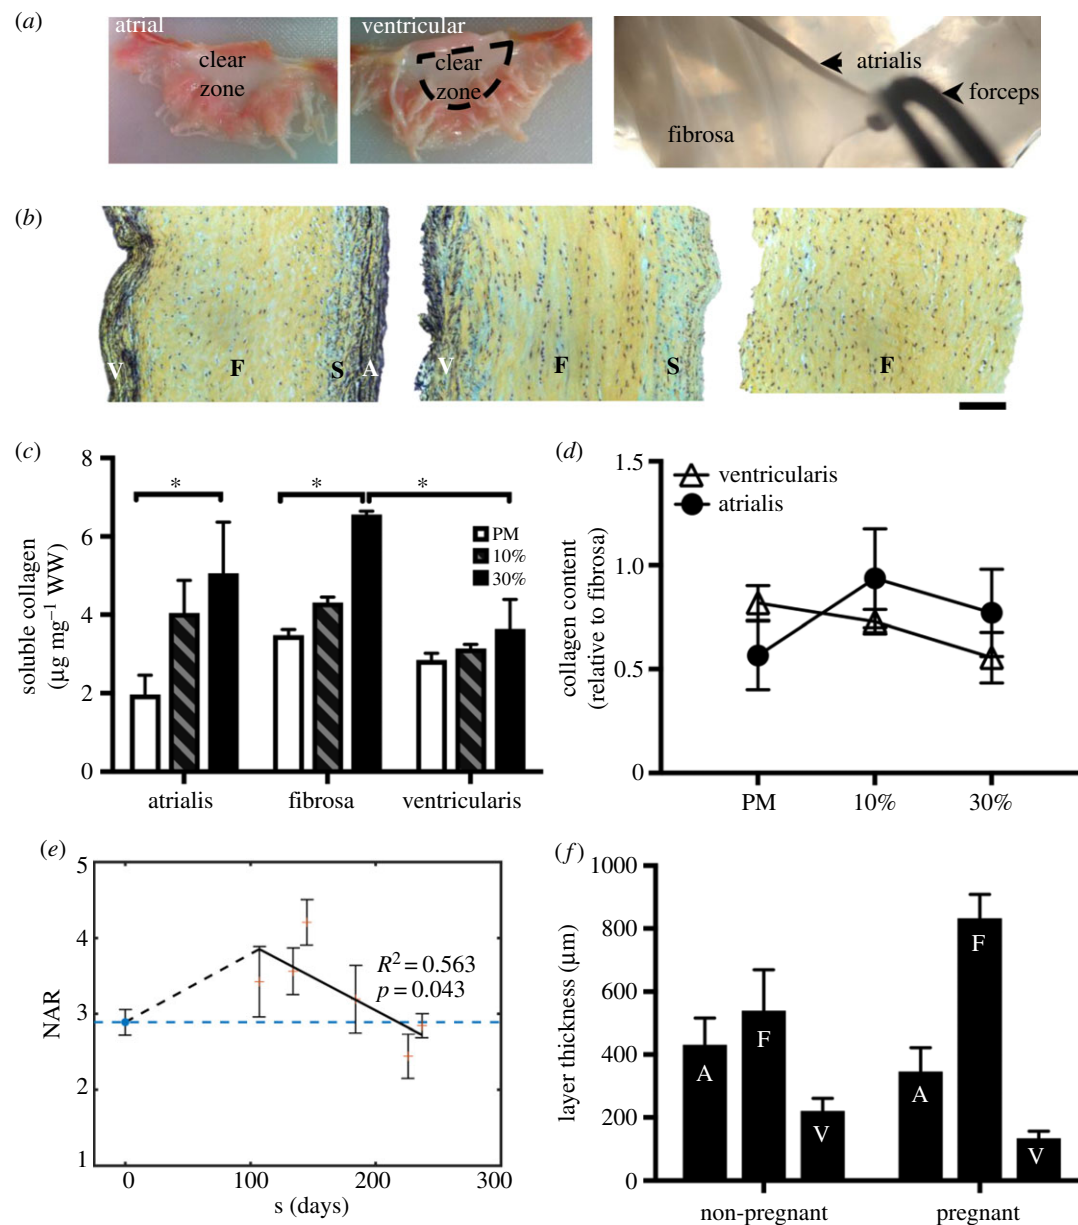 (a)
atrial
clear
zone
ventricular
clear
zone
atrialis
forceps
fibrosa
(b)
V F S A
V F S
F
(c)
8
6
4
2
0
soluble collagen
(µg mg⁻¹ WW)
* * *
PM
10%
30%
atrialis fibrosa ventricularis
(d)
1.5
1.0
0.5
0
collagen content
(relative to fibrosa)
ventricularis
atrialis
PM 10% 30%
(e)
5
4
3
2
1
NAR
R² = 0.563
p = 0.043
0 100 200 300
s (days)
(f)
1000
800
600
400
200
0
layer thickness (µm)
A F V
A F V
non-pregnant pregnant